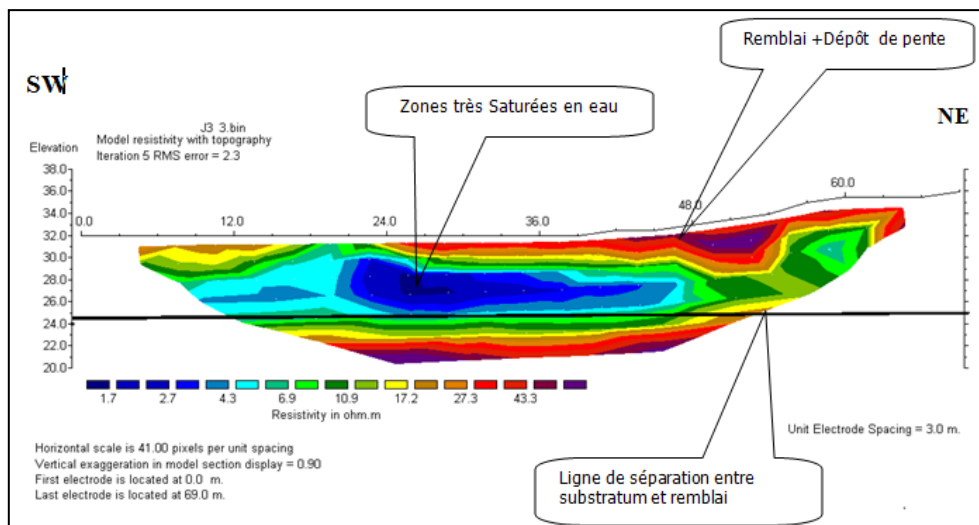 Remblai +Dépôt de pente
SW
Zones très Saturées en eau
NE
J3 3.bin
Model resistivity with topography
Iteration 5 RMS error = 2.3
Elevation
38.0
36.0
34.0
32.0
30.0
28.0
26.0
24.0
22.0
20.0
0.0 12.0 24.0 36.0 48.0 60.0
1.7 2.7 4.3 6.9 10.9 17.2 27.3 43.3
Resistivity in ohm.m
Horizontal scale is 41.00 pixels per unit spacing
Vertical exaggeration in model section display = 0.90
First electrode is located at 0.0 m.
Last electrode is located at 69.0 m.
Unit Electrode Spacing = 3.0 m.
Ligne de séparation entre
substratum et remblai